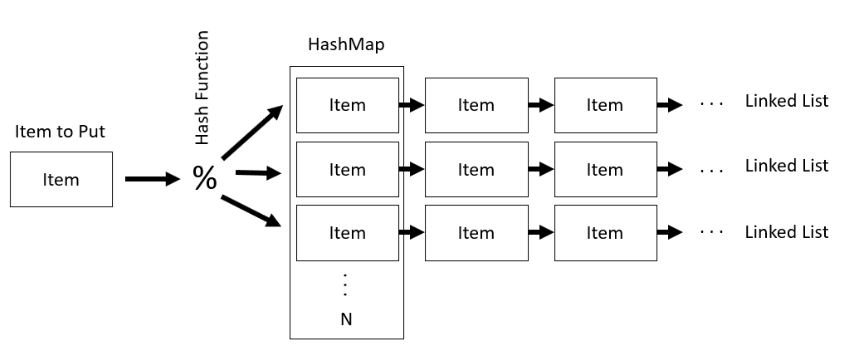 HashMap
Hash Function
Item to Put
Item
%
Item Item Item ... Linked List
Item Item Item ... Linked List
Item Item Item ... Linked List
⋮
N